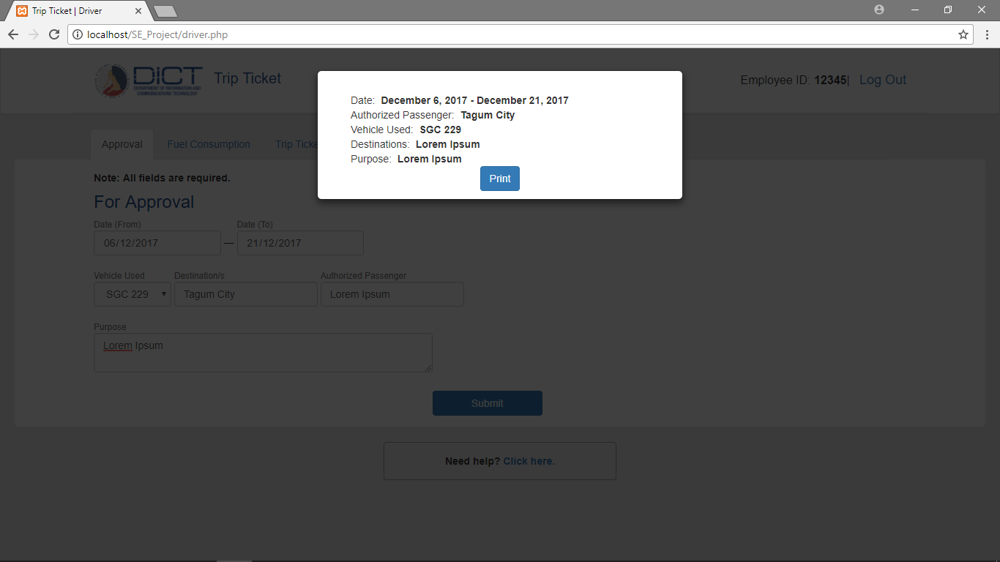 Trip Ticket | Driver
localhost/SE_Project/driver.php
DICT
DEPARTMENT OF INFORMATION AND
COMMUNICATIONS TECHNOLOGY
Trip Ticket
Employee ID: 12345| Log Out
Date: December 6, 2017 - December 21, 2017
Authorized Passenger: Tagum City
Vehicle Used: SGC 229
Destinations: Lorem Ipsum
Purpose: Lorem Ipsum
Print
Approval Fuel Consumption Trip Ticke
Note: All fields are required.
For Approval
Date (From) Date (To)
06/12/2017 — 21/12/2017
Vehicle Used Destination/s Authorized Passenger
SGC 229 Tagum City Lorem Ipsum
Purpose
Lorem Ipsum
Submit
Need help? Click here.